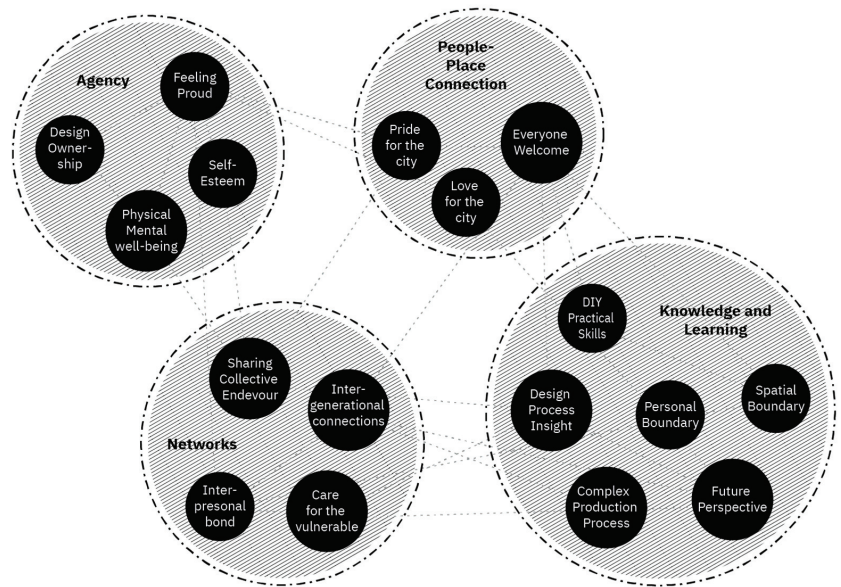 Agency
Feeling
Proud
Design
Owner-
ship
Self-
Esteem
Physical
Mental
well-being
People-
Place
Connection
Pride
for the
city
Everyone
Welcome
Love
for the
city
Networks
Sharing
Collective
Endevour
Inter-
generational
connections
Inter-
presonal
bond
Care
for the
vulnerable
Knowledge and
Learning
DIY
Practical
Skills
Design
Process
Insight
Personal
Boundary
Spatial
Boundary
Complex
Production
Process
Future
Perspective